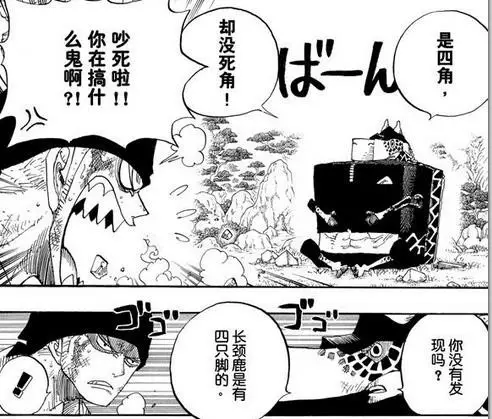 是四角，
却没死角！
ばーん
吵死啦!!
你在搞什
么鬼啊?!
你没有发
现吗？
ゴゴ
长颈鹿是有
四只脚的。
ゴゴ
!